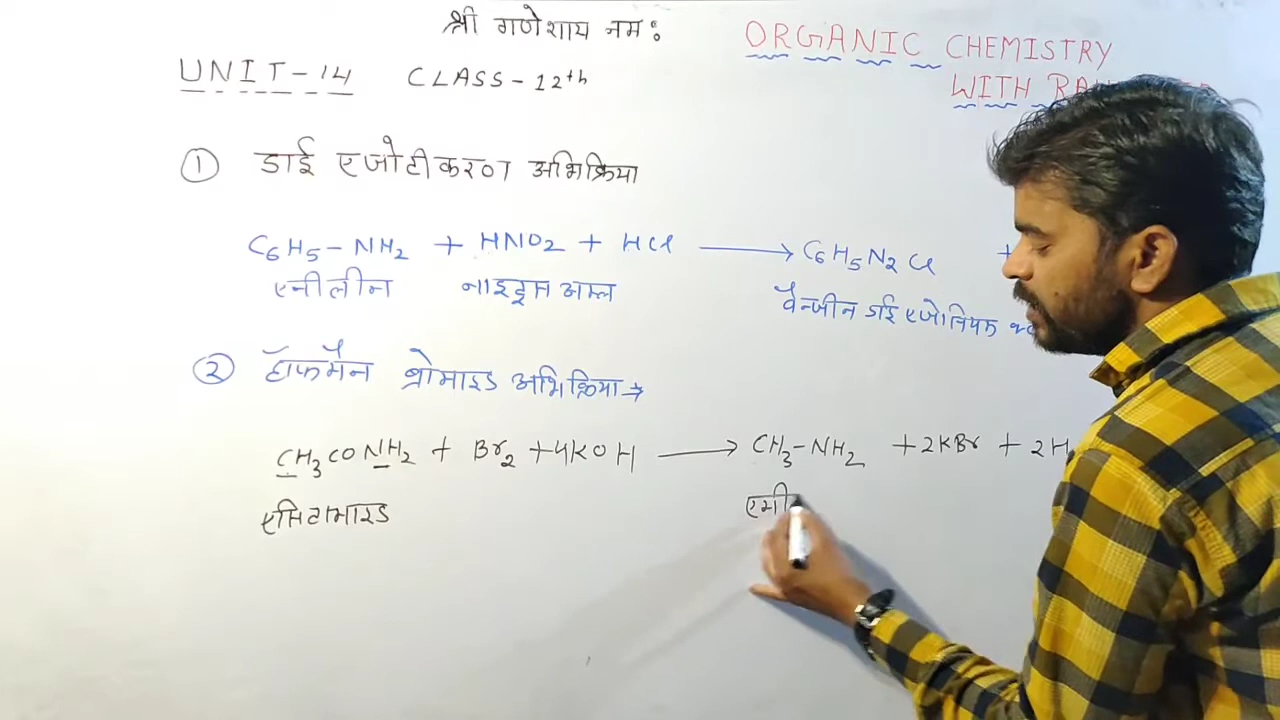 श्री गणेशाय नमः
ORGANIC CHEMISTRY
WITH
UNIT-14 CLASS-12th
① डाई एजोटीकरण अभिक्रिया
C6H5-NH2 + HNO2 + HCl ⟶ C6H5N2Cl +
एनीलीन नाइट्रस अम्ल बैन्जीन डाई एजोनियम
② हॉफमैन ब्रोमाइड अभिक्रिया→
CH3CONH2 + Br2 +4KOH ⟶ CH3-NH2 +2KBr + 2H
एसिटामाइड एमी